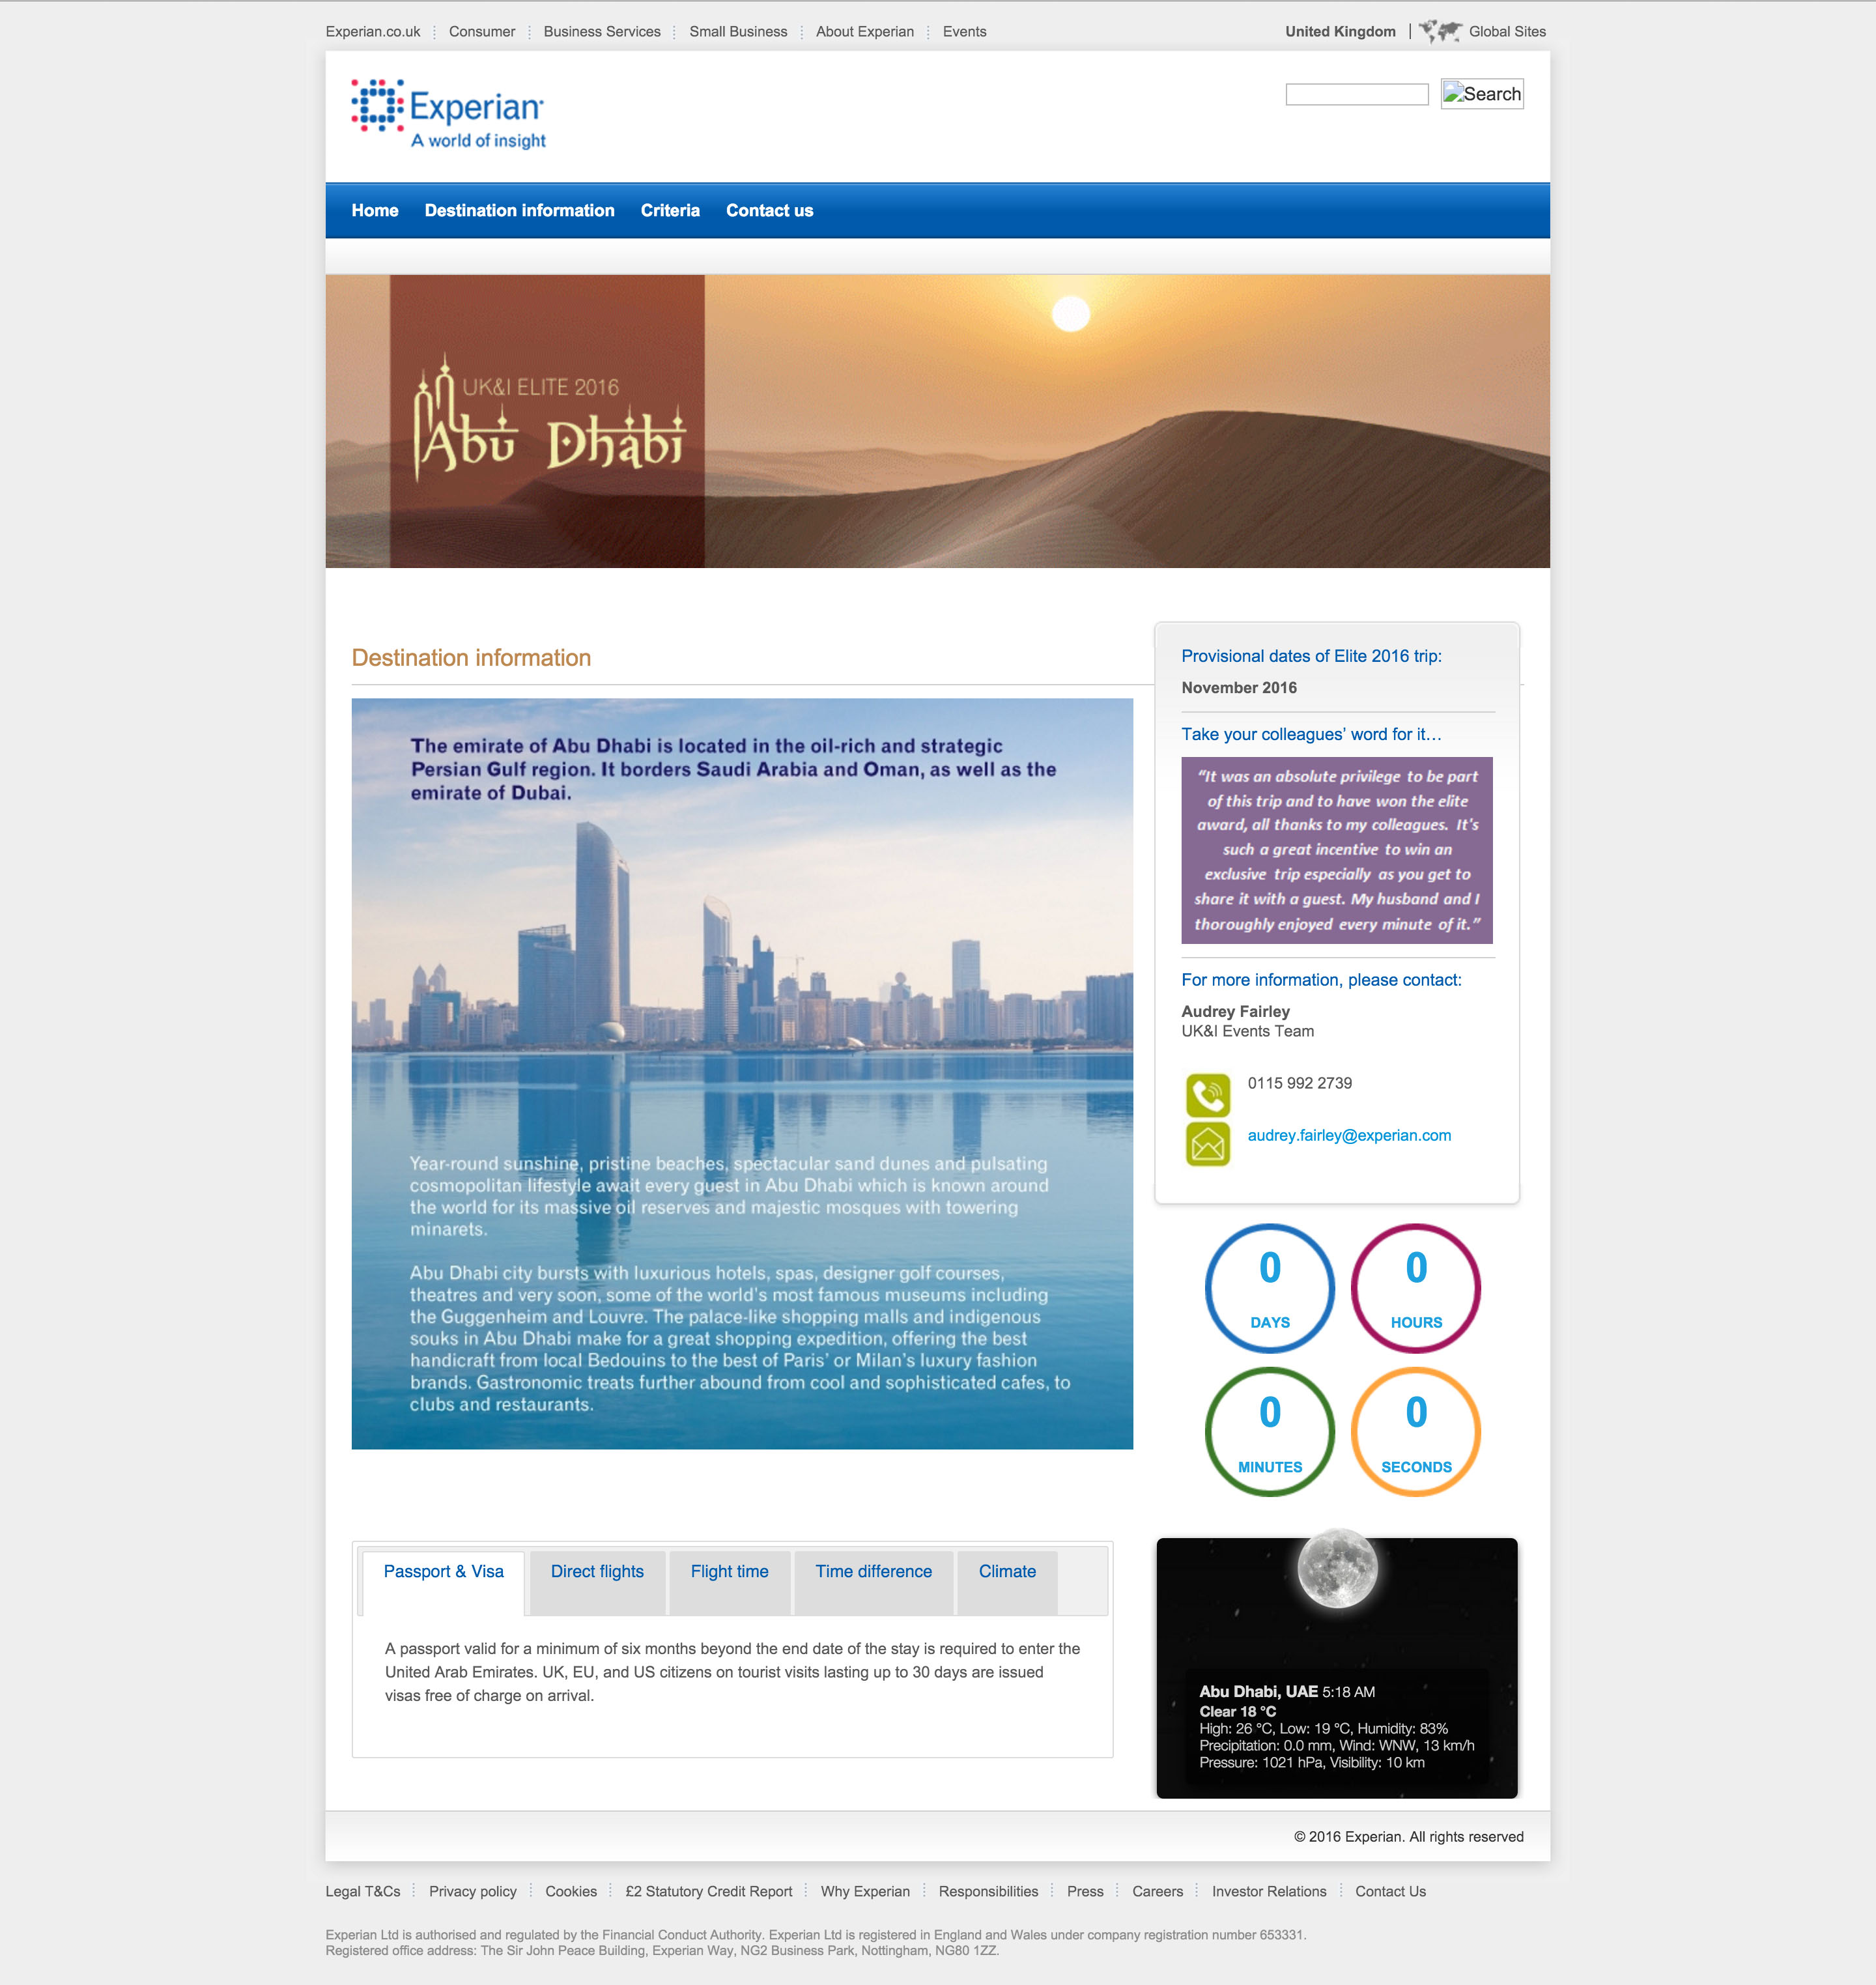 Experian.co.uk
Consumer
Business Services
Small Business
About Experian
Events
United Kingdom
Global Sites
Experian
A world of insight
Search
Home
Destination information
Criteria
Contact us
UK&I ELITE 2016
Abu Dhabi
Destination information
The emirate of Abu Dhabi is located in the oil-rich and strategic
Persian Gulf region. It borders Saudi Arabia and Oman, as well as the
emirate of Dubai.
Year-round sunshine, pristine beaches, spectacular sand dunes and pulsating
cosmopolitan lifestyle await every guest in Abu Dhabi which is known around
the world for its massive oil reserves and majestic mosques with towering
minarets.
Abu Dhabi city bursts with luxurious hotels, spas, designer golf courses,
theatres and very soon, some of the world's most famous museums including
the Guggenheim and Louvre. The palace-like shopping malls and indigenous
souks in Abu Dhabi make for a great shopping expedition, offering the best
handicraft from local Bedouins to the best of Paris' or Milan's luxury fashion
brands. Gastronomic treats further abound from cool and sophisticated cafes, to
clubs and restaurants.
Provisional dates of Elite 2016 trip:
November 2016
Take your colleagues' word for it…
"It was an absolute privilege to be part
of this trip and to have won the elite
award, all thanks to my colleagues. It's
such a great incentive to win an
exclusive trip especially as you get to
share it with a guest. My husband and I
thoroughly enjoyed every minute of it."
For more information, please contact:
Audrey Fairley
UK&I Events Team
0115 992 2739
audrey.fairley@experian.com
0
DAYS
0
HOURS
0
MINUTES
0
SECONDS
Passport & Visa
Direct flights
Flight time
Time difference
Climate
A passport valid for a minimum of six months beyond the end date of the stay is required to enter the
United Arab Emirates. UK, EU, and US citizens on tourist visits lasting up to 30 days are issued
visas free of charge on arrival.
Abu Dhabi, UAE 5:18 AM
Clear 18 °C
High: 26 °C, Low: 19 °C, Humidity: 83%
Precipitation: 0.0 mm, Wind: WNW, 13 km/h
Pressure: 1021 hPa, Visibility: 10 km
© 2016 Experian. All rights reserved
Legal T&Cs
Privacy policy
Cookies
£2 Statutory Credit Report
Why Experian
Responsibilities
Press
Careers
Investor Relations
Contact Us
Experian Ltd is authorised and regulated by the Financial Conduct Authority. Experian Ltd is registered in England and Wales under company registration number 653331.
Registered office address: The Sir John Peace Building, Experian Way, NG2 Business Park, Nottingham, NG80 1ZZ.